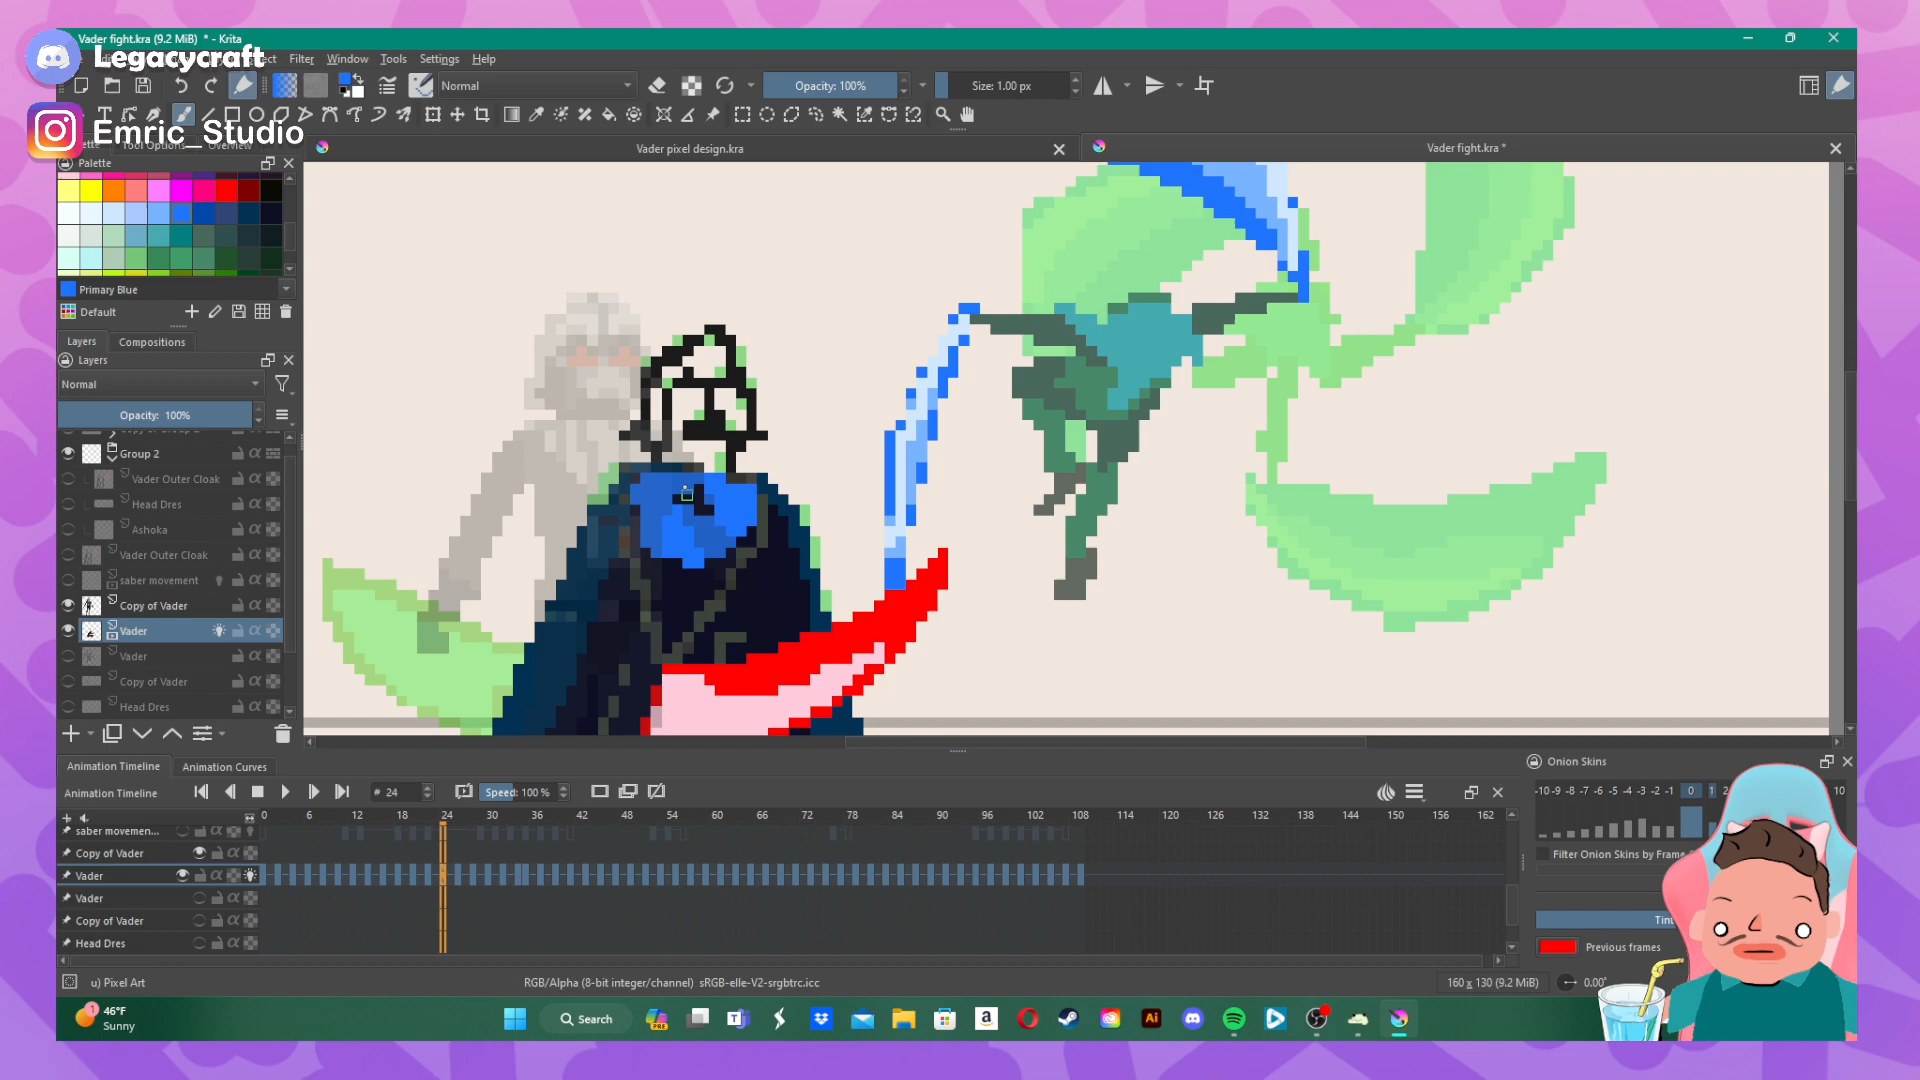 Vader fight.kra (9.2 MiB) * - Krita
Legacycraft
Filter Window Tools Settings Help
Normal
Opacity: 100%
Size: 1.00 px
Emric_Studio
Tool Options
Overview
Vader pixel design.kra
Vader fight.kra *
Palette
Primary Blue
Default
Layers
Compositions
Layers
Normal
Opacity: 100%
Group 2
Vader Outer Cloak
Head Dres
Ashoka
Vader Outer Cloak
saber movement
Copy of Vader
Vader
Vader
Copy of Vader
Head Dres
Animation Timeline
Animation Curves
Onion Skins
Animation Timeline
# 24
Speed: 100 %
-10 -9 -8 -7 -6 -5 -4 -3 -2 -1 0 1 2 10
0 6 12 18 24 30 36 42 48 54 60 66 72 78 84 90 96 102 108 114 120 126 132 138 144 150 156 162
saber movemen...
Copy of Vader
Filter Onion Skins by Frame
Vader
Vader
Copy of Vader
Head Dres
Previous frames
u) Pixel Art
RGB/Alpha (8-bit integer/channel) sRGB-elle-V2-srgbtrc.icc
160 x 130 (9.2 MiB)
0.00°
1
46°F
Sunny
Search
PRE
Ai